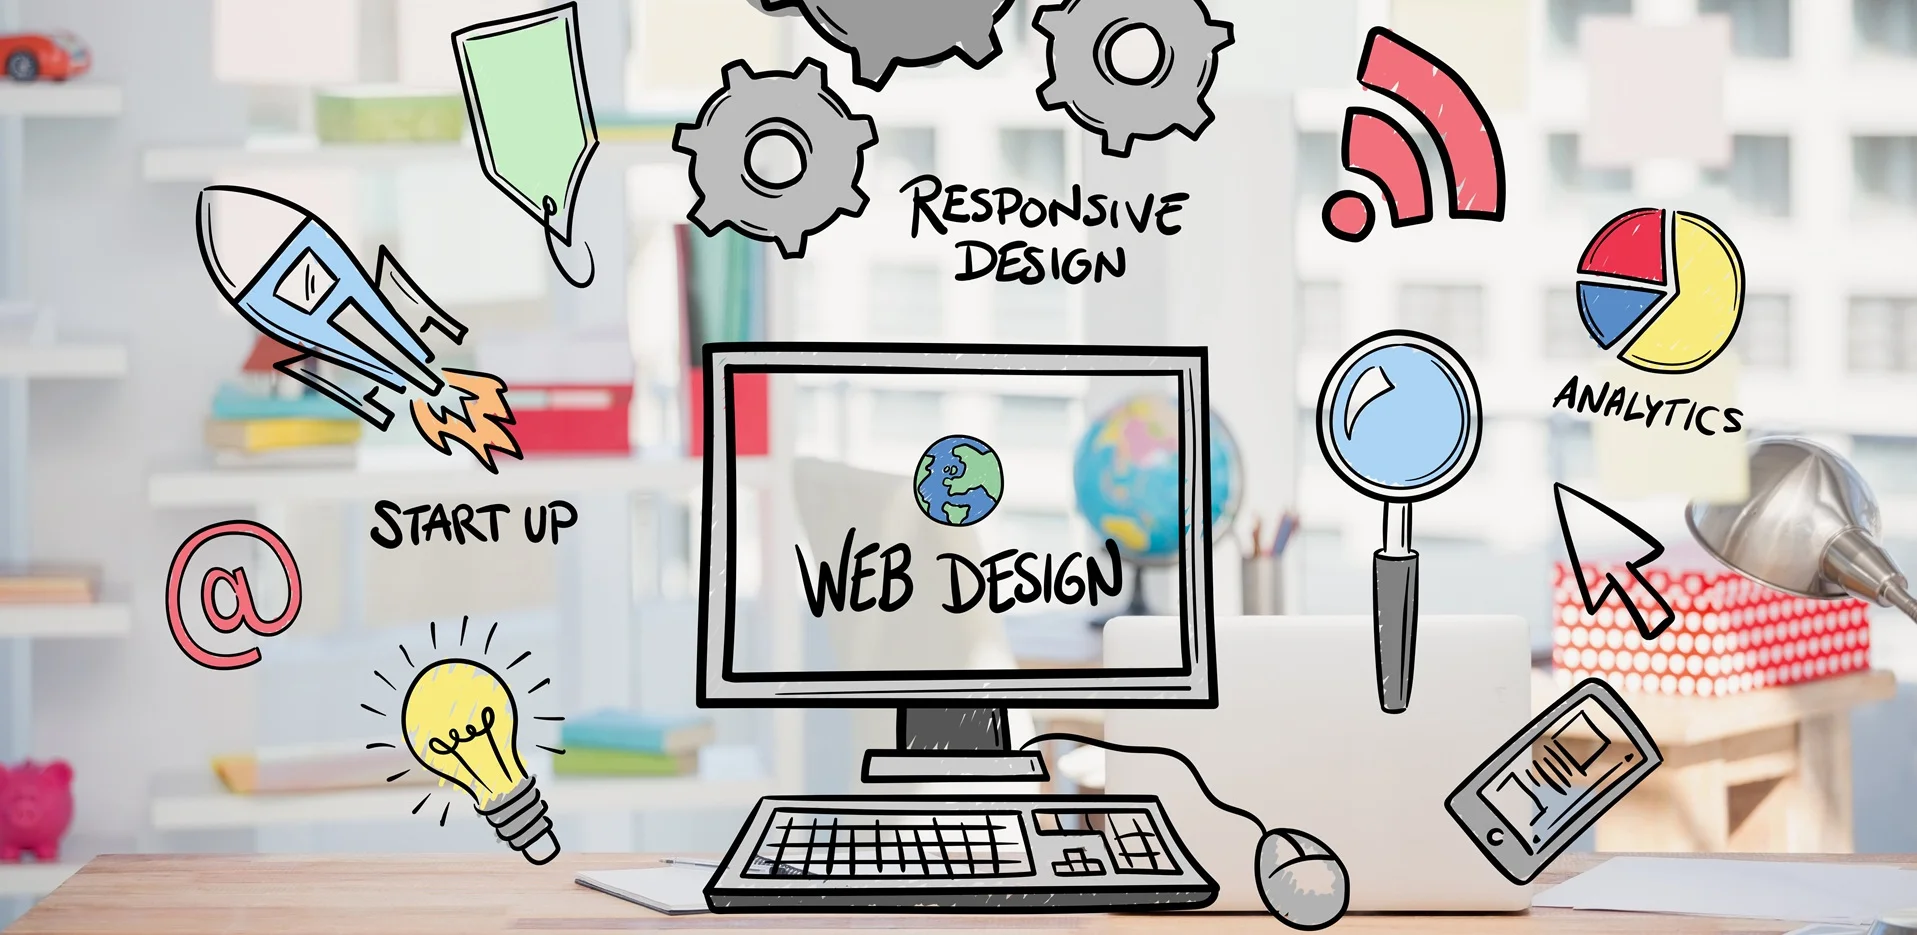 RESPONSIVE
DESIGN
ANALYTICS
START UP
@
WEB DESIGN